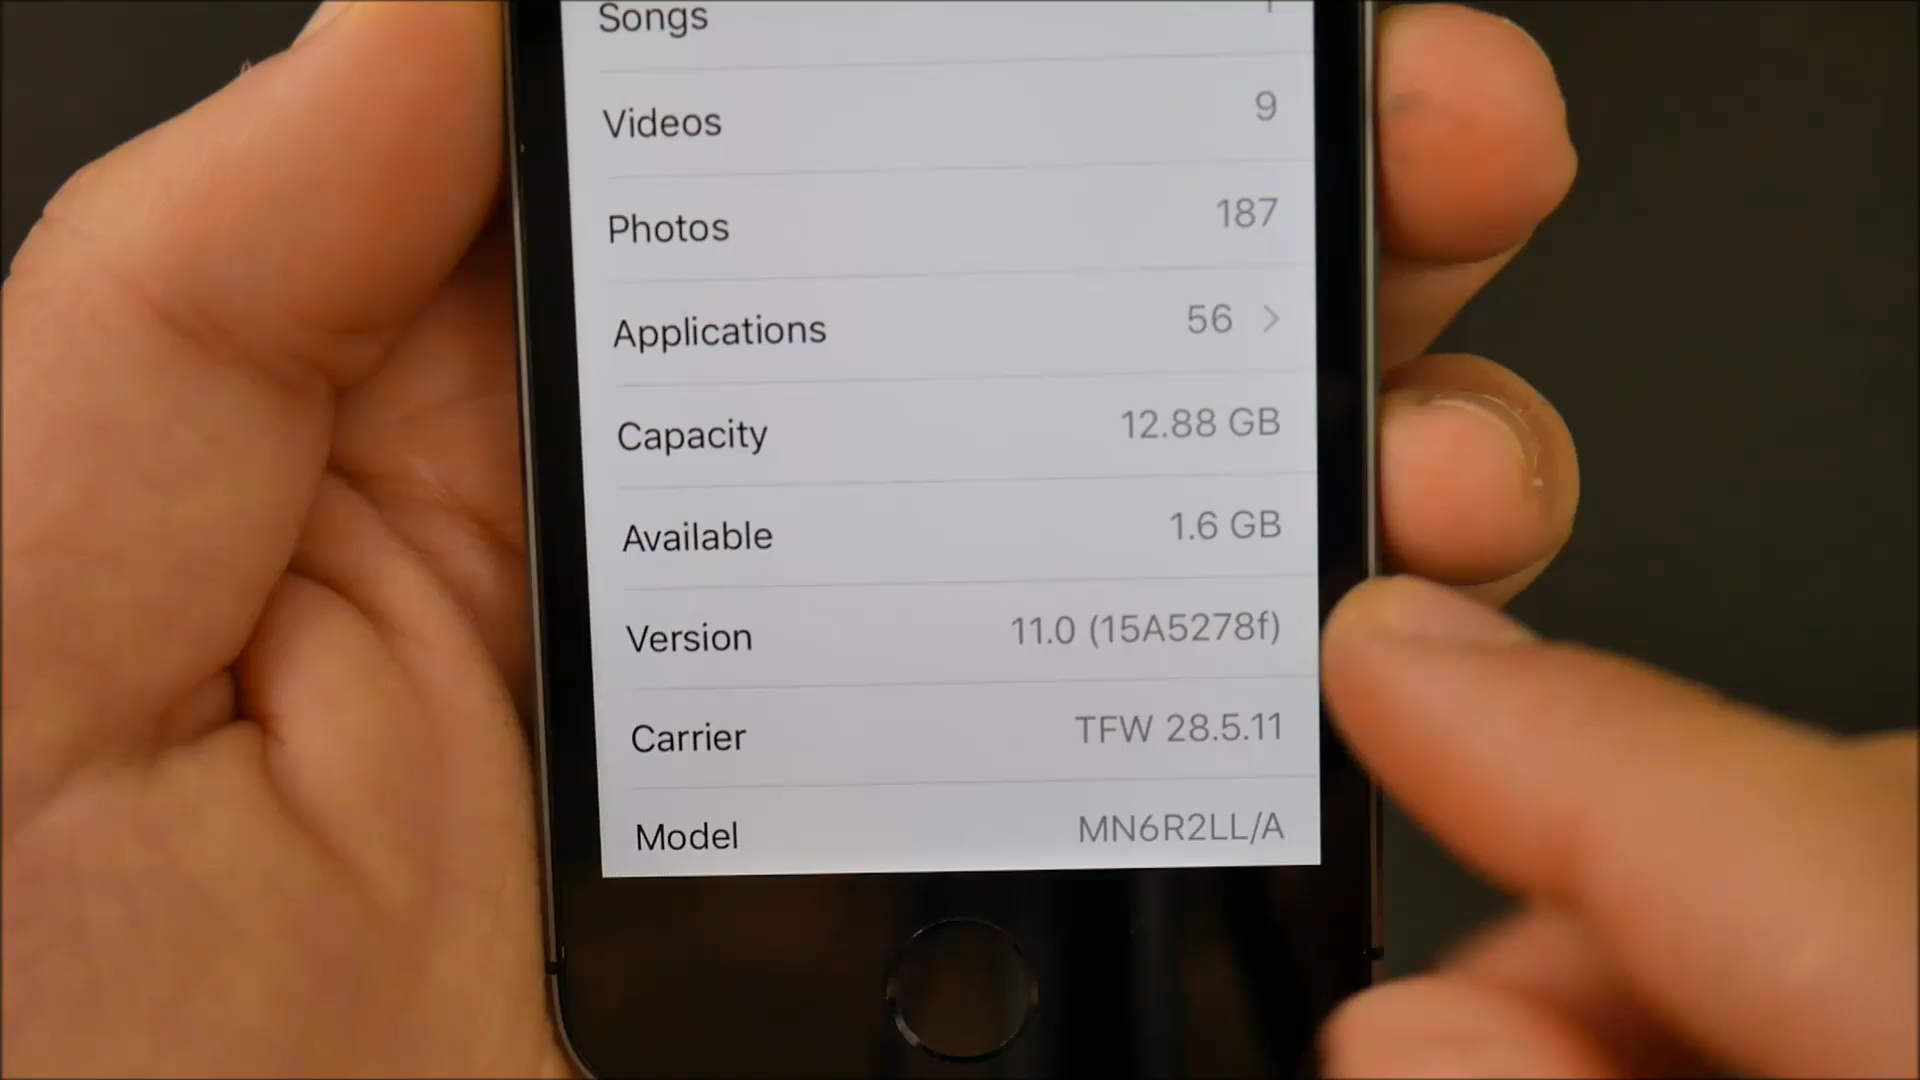 Songs
Videos 9
Photos 187
Applications 56 >
Capacity 12.88 GB
Available 1.6 GB
Version 11.0 (15A5278f)
Carrier TFW 28.5.11
Model MN6R2LL/A